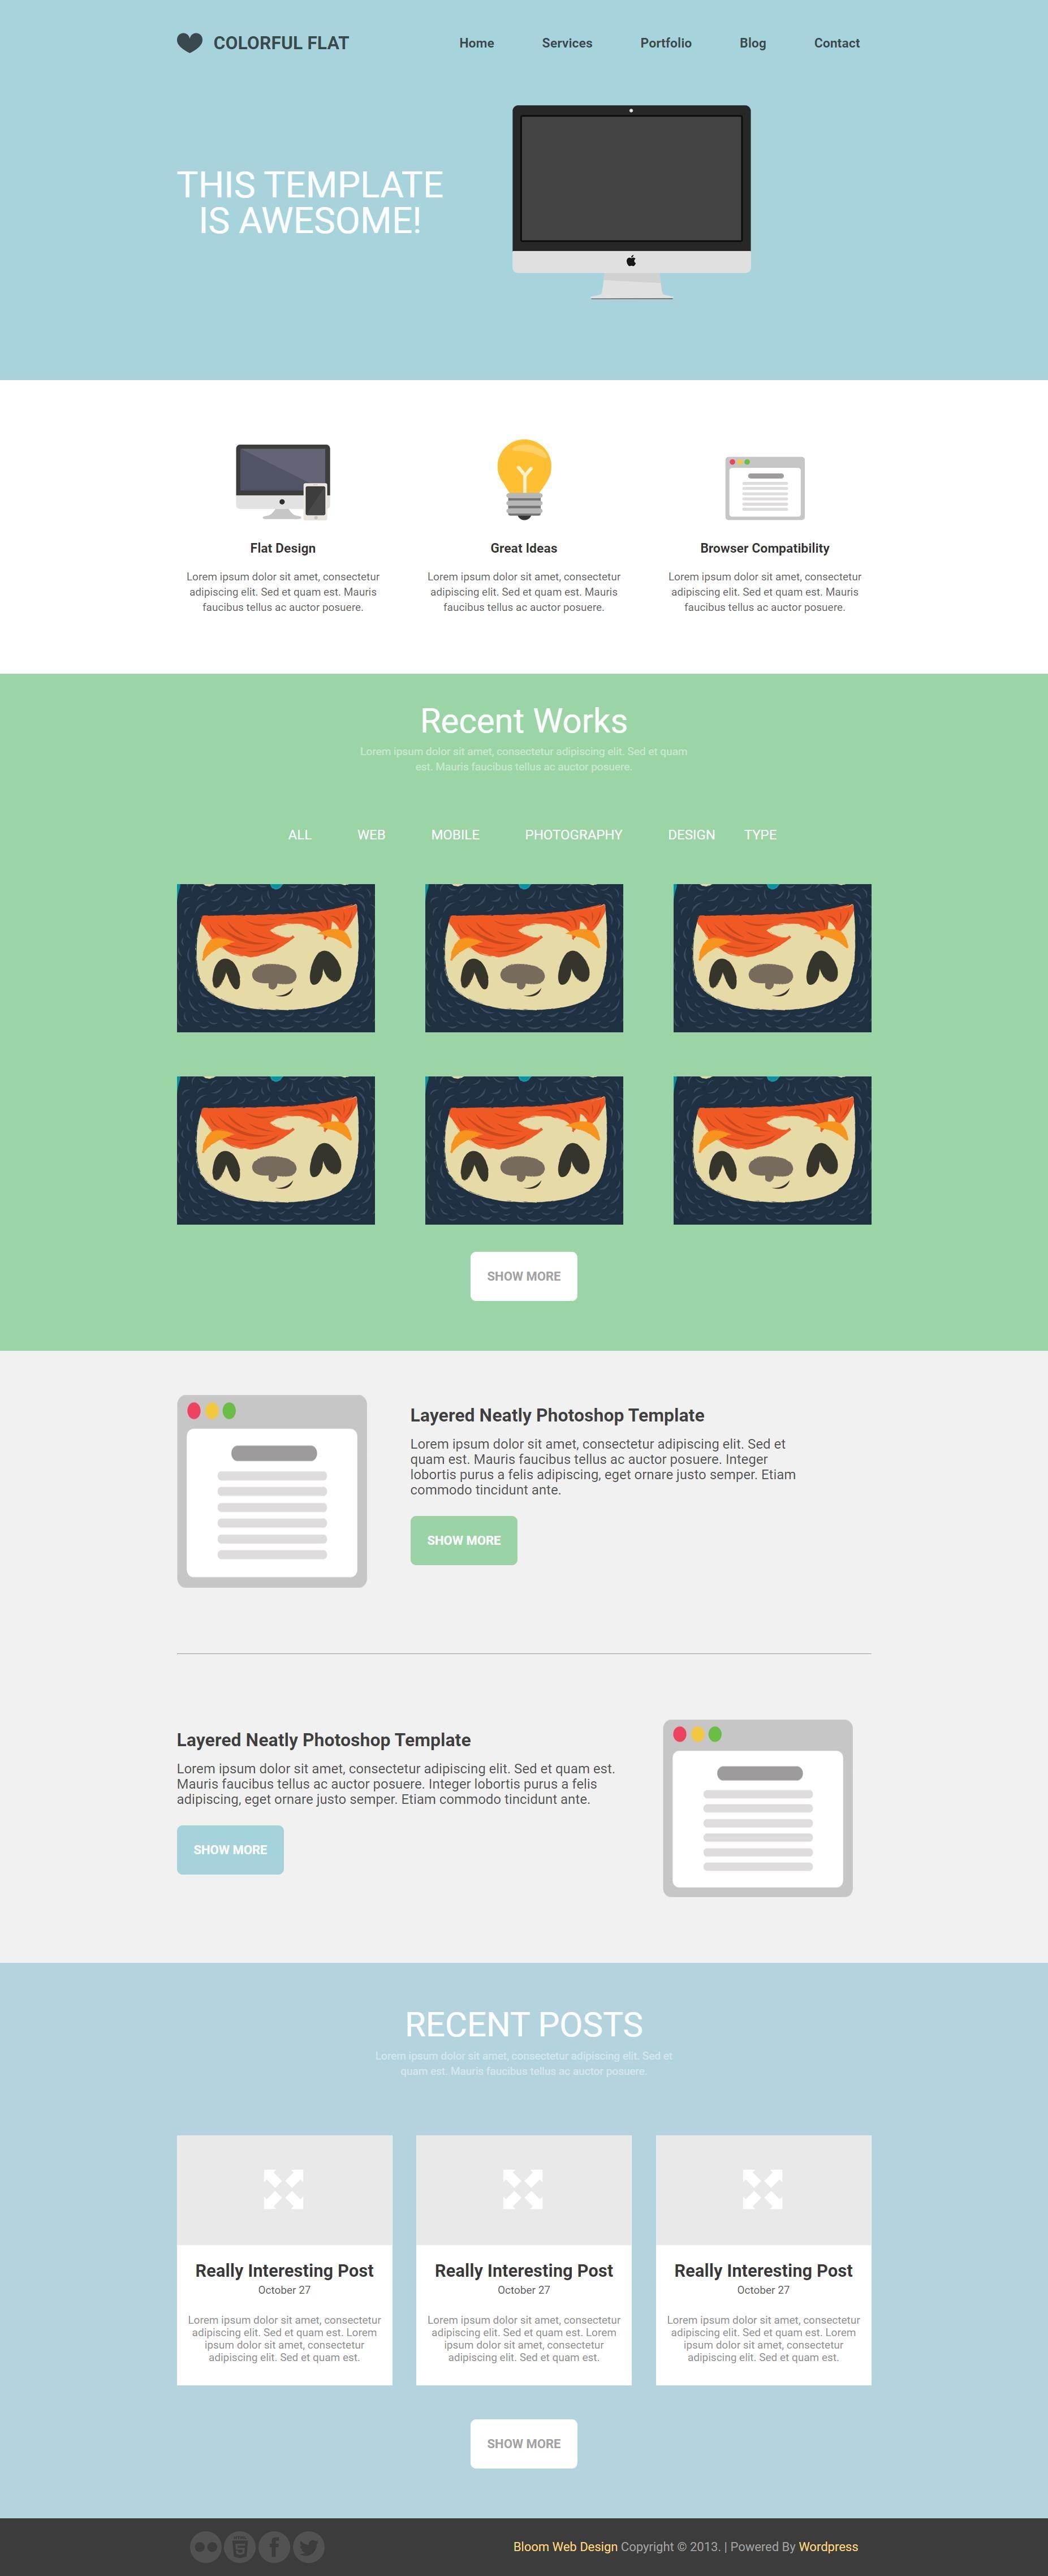 COLORFUL FLAT
Home Services Portfolio Blog Contact
THIS TEMPLATE
IS AWESOME!
Flat Design
Lorem ipsum dolor sit amet, consectetur
adipiscing elit. Sed et quam est. Mauris
faucibus tellus ac auctor posuere.
Great Ideas
Lorem ipsum dolor sit amet, consectetur
adipiscing elit. Sed et quam est. Mauris
faucibus tellus ac auctor posuere.
Browser Compatibility
Lorem ipsum dolor sit amet, consectetur
adipiscing elit. Sed et quam est. Mauris
faucibus tellus ac auctor posuere.
Recent Works
Lorem ipsum dolor sit amet, consectetur adipiscing elit. Sed et quam
est. Mauris faucibus tellus ac auctor posuere.
ALL WEB MOBILE PHOTOGRAPHY DESIGN TYPE
SHOW MORE
Layered Neatly Photoshop Template
Lorem ipsum dolor sit amet, consectetur adipiscing elit. Sed et
quam est. Mauris faucibus tellus ac auctor posuere. Integer
lobortis purus a felis adipiscing, eget ornare justo semper. Etiam
commodo tincidunt ante.
SHOW MORE
Layered Neatly Photoshop Template
Lorem ipsum dolor sit amet, consectetur adipiscing elit. Sed et quam est.
Mauris faucibus tellus ac auctor posuere. Integer lobortis purus a felis
adipiscing, eget ornare justo semper. Etiam commodo tincidunt ante.
SHOW MORE
RECENT POSTS
Lorem ipsum dolor sit amet, consectetur adipiscing elit. Sed et
quam est. Mauris faucibus tellus ac auctor posuere.
Really Interesting Post
October 27
Lorem ipsum dolor sit amet, consectetur
adipiscing elit. Sed et quam est. Lorem
ipsum dolor sit amet, consectetur
adipiscing elit. Sed et quam est.
Really Interesting Post
October 27
Lorem ipsum dolor sit amet, consectetur
adipiscing elit. Sed et quam est. Lorem
ipsum dolor sit amet, consectetur
adipiscing elit. Sed et quam est.
Really Interesting Post
October 27
Lorem ipsum dolor sit amet, consectetur
adipiscing elit. Sed et quam est. Lorem
ipsum dolor sit amet, consectetur
adipiscing elit. Sed et quam est.
SHOW MORE
Bloom Web Design Copyright © 2013. | Powered By Wordpress